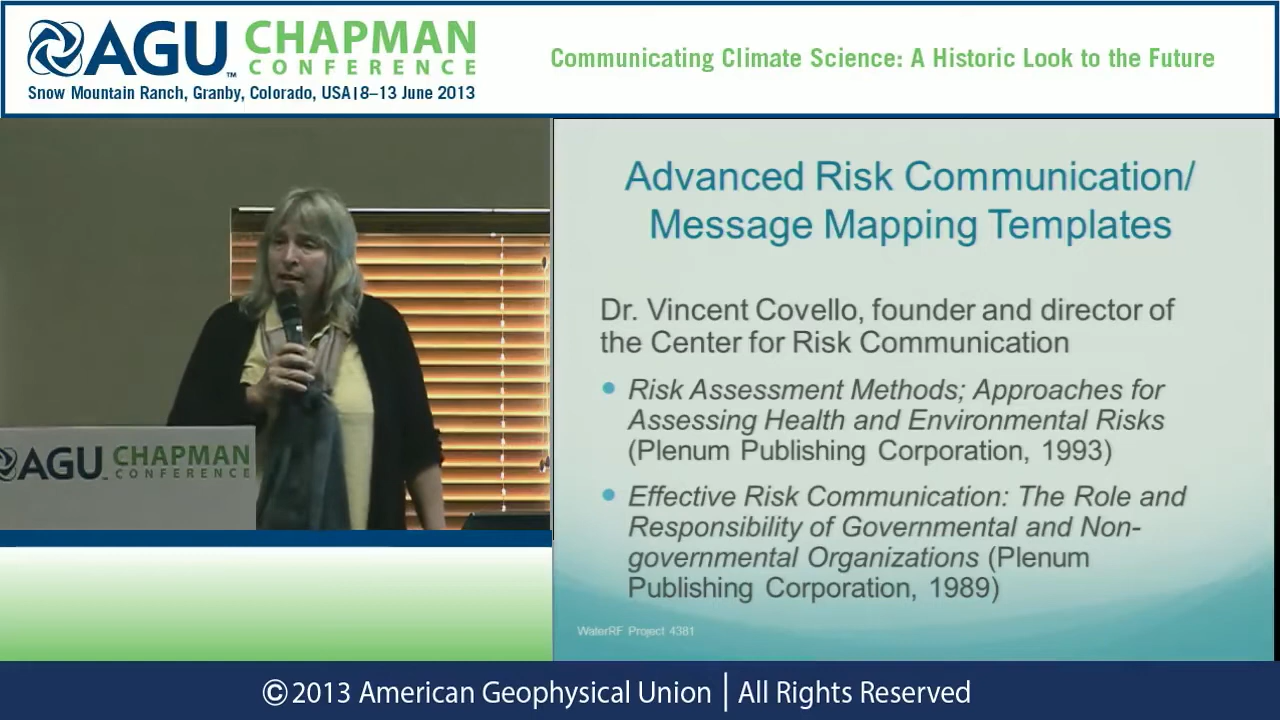 AGU™ CHAPMAN
CONFERENCE
Snow Mountain Ranch, Granby, Colorado, USA|8–13 June 2013
Communicating Climate Science: A Historic Look to the Future
AGU CHAPMAN
CONFERENCE
Advanced Risk Communication/
Message Mapping Templates
Dr. Vincent Covello, founder and director of
the Center for Risk Communication
• Risk Assessment Methods; Approaches for
Assessing Health and Environmental Risks
(Plenum Publishing Corporation, 1993)
• Effective Risk Communication: The Role and
Responsibility of Governmental and Non-
governmental Organizations (Plenum
Publishing Corporation, 1989)
WaterRF Project 4381
©2013 American Geophysical Union | All Rights Reserved